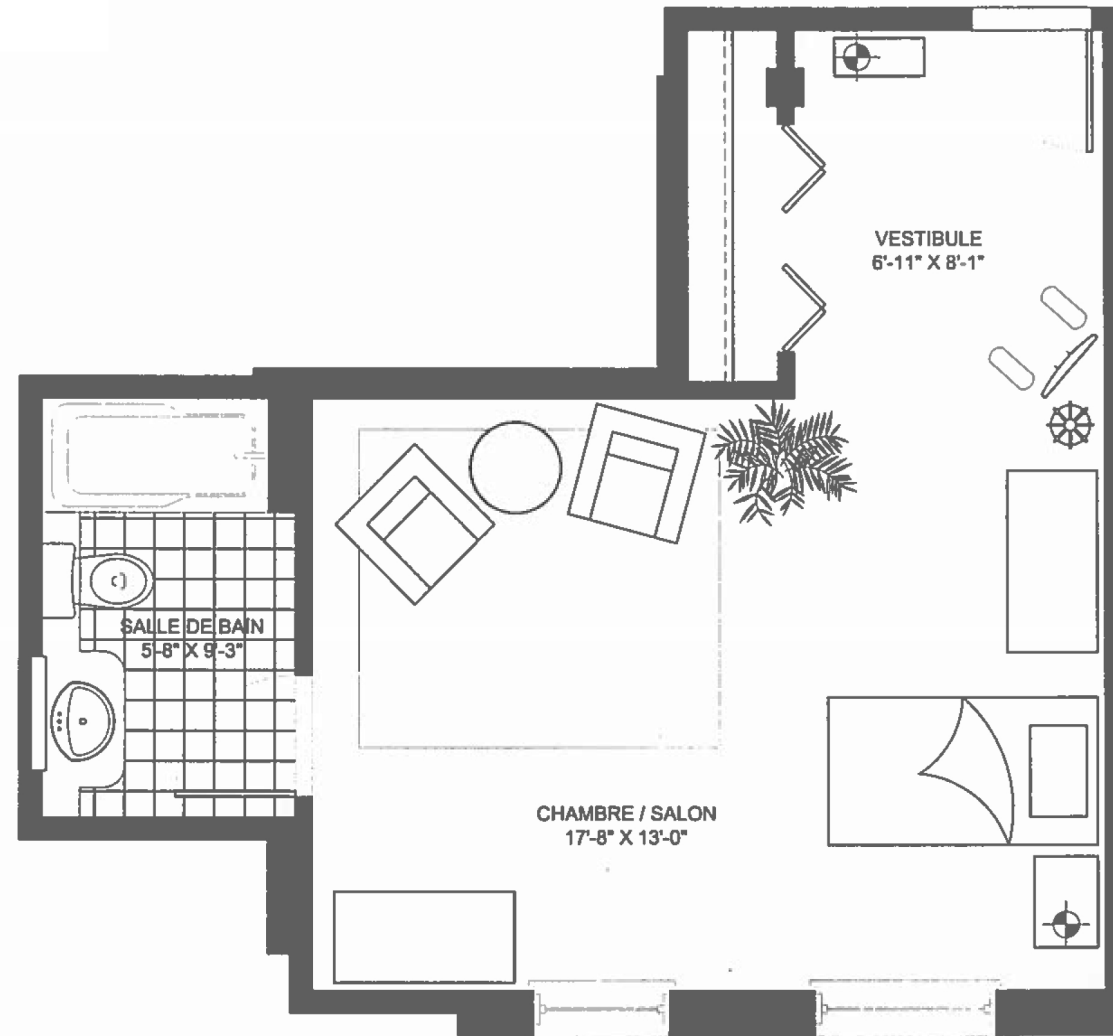 VESTIBULE
6'-11" X 8'-1"
SALLE DE BAIN
5'-8" X 9'-3"
CHAMBRE / SALON
17'-8" X 13'-0"